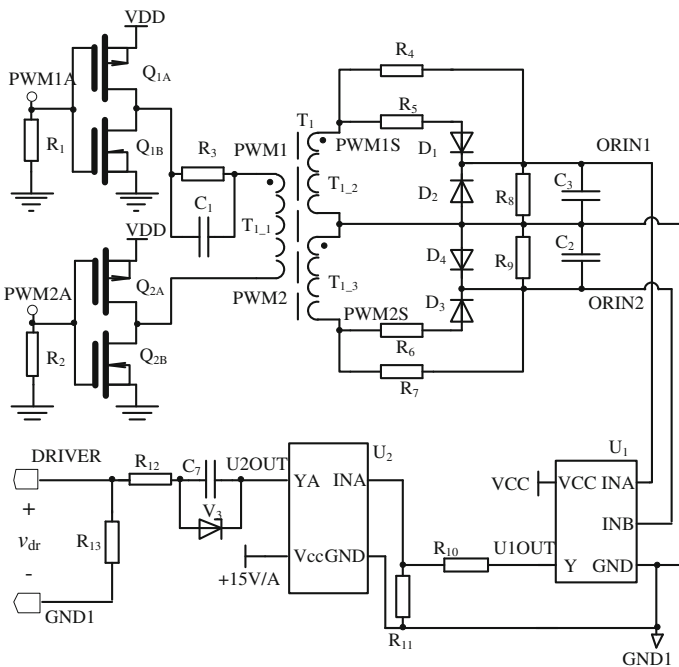 VDD
R4
PWM1A
Q1A
T1
R5
R1
Q1B
R3
PWM1
PWM1S
D1
ORIN1
C1
T1_2
D2
R8
C3
VDD
T1_1
D4
R9
C2
PWM2A
Q2A
PWM2
T1_3
D3
ORIN2
PWM2S
R2
Q2B
R6
R7
DRIVER
R12
C7
U2OUT
U2
U1
YA
INA
VCC
VCC
INA
+
V3
INB
vdr
R13
R10
U1OUT
-
Vcc
GND
Y
GND
+15V/A
GND1
R11
GND1